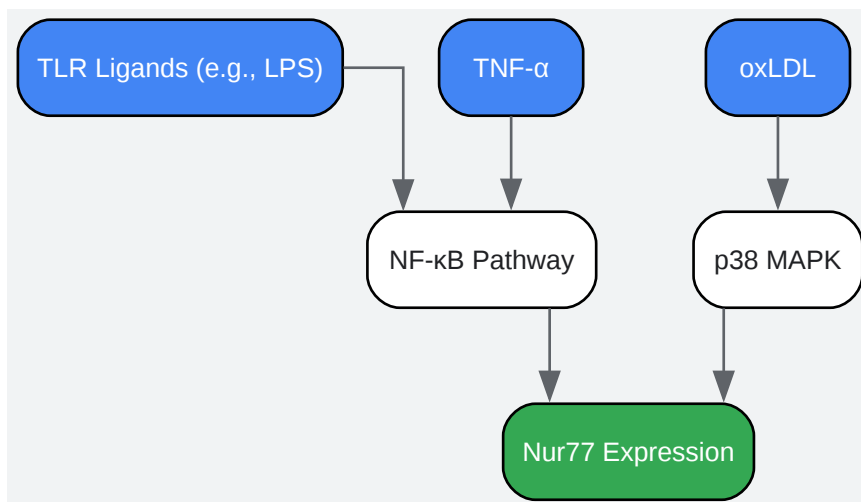 TLR Ligands (e.g., LPS)
TNF-α
oxLDL
NF-κB Pathway
p38 MAPK
Nur77 Expression